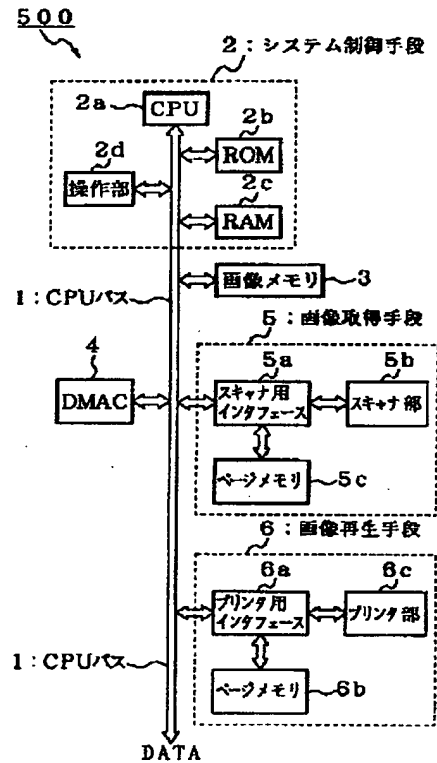 500
2:システム制御手段
2a
CPU
2b
2d
ROM
操作部
2c
RAM
画像メモリ
3
1:CPUバス
5:画像取得手段
4
5a
5b
DMAC
スキャナ用
インタフェース
スキャナ部
ページメモリ
5c
6:画像再生手段
6a
6c
プリンタ用
インタフェース
プリンタ部
1:CPUバス
ページメモリ
6b
DATA